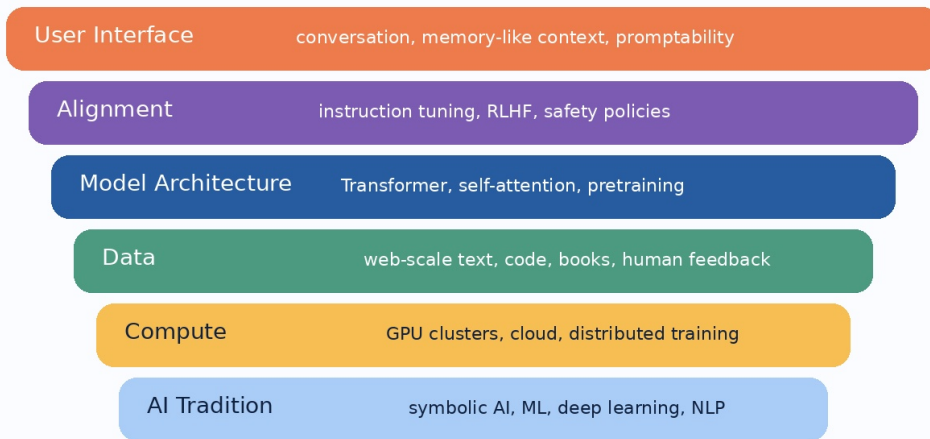 User Interface conversation, memory-like context, promptability
Alignment instruction tuning, RLHF, safety policies
Model Architecture Transformer, self-attention, pretraining
Data web-scale text, code, books, human feedback
Compute GPU clusters, cloud, distributed training
AI Tradition symbolic AI, ML, deep learning, NLP